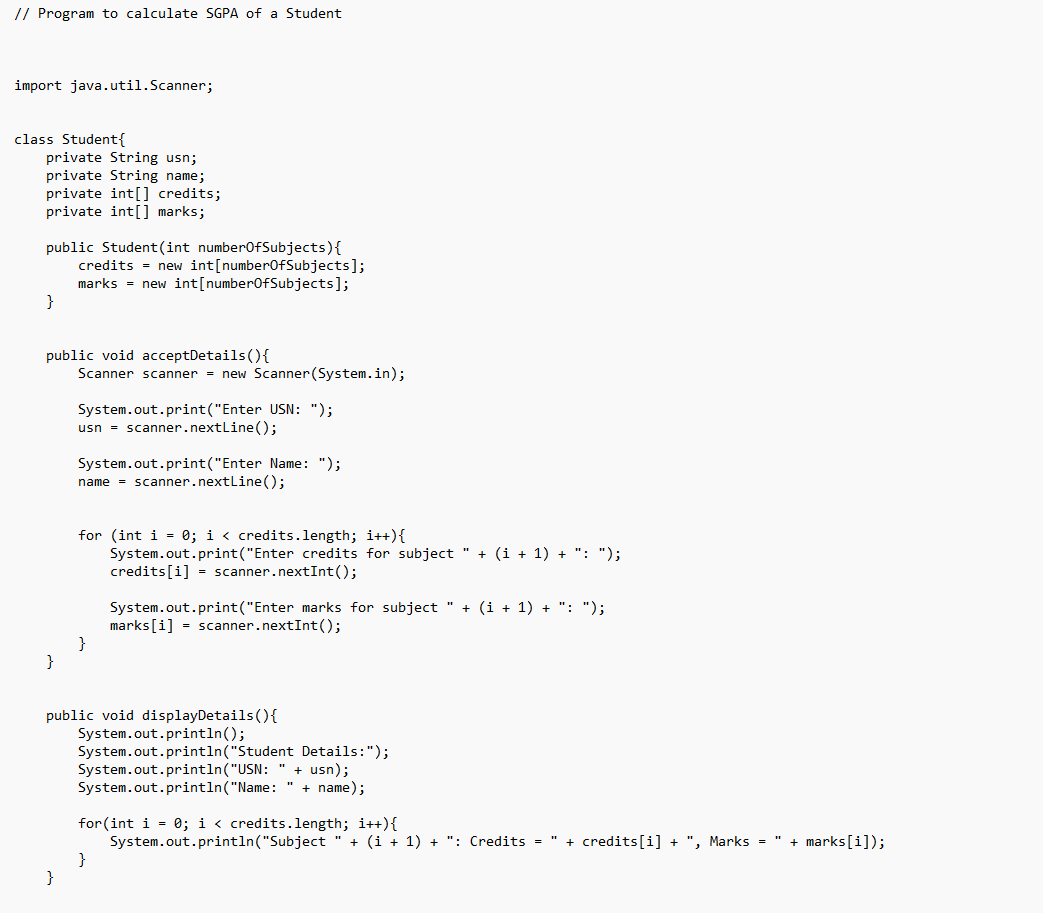 // Program to calculate SGPA of a Student
import java.util.Scanner;
class Student{
    private String usn;
    private String name;
    private int[] credits;
    private int[] marks;
    public Student(int numberOfSubjects){
        credits = new int[numberOfSubjects];
        marks = new int[numberOfSubjects];
    }
    public void acceptDetails(){
        Scanner scanner = new Scanner(System.in);
        System.out.print("Enter USN: ");
        usn = scanner.nextLine();
        System.out.print("Enter Name: ");
        name = scanner.nextLine();
        for (int i = 0; i < credits.length; i++){
            System.out.print("Enter credits for subject " + (i + 1) + ": ");
            credits[i] = scanner.nextInt();
            System.out.print("Enter marks for subject " + (i + 1) + ": ");
            marks[i] = scanner.nextInt();
        }
    }
    public void displayDetails(){
        System.out.println();
        System.out.println("Student Details:");
        System.out.println("USN: " + usn);
        System.out.println("Name: " + name);
        for(int i = 0; i < credits.length; i++){
            System.out.println("Subject " + (i + 1) + ": Credits = " + credits[i] + ", Marks = " + marks[i]);
        }
    }